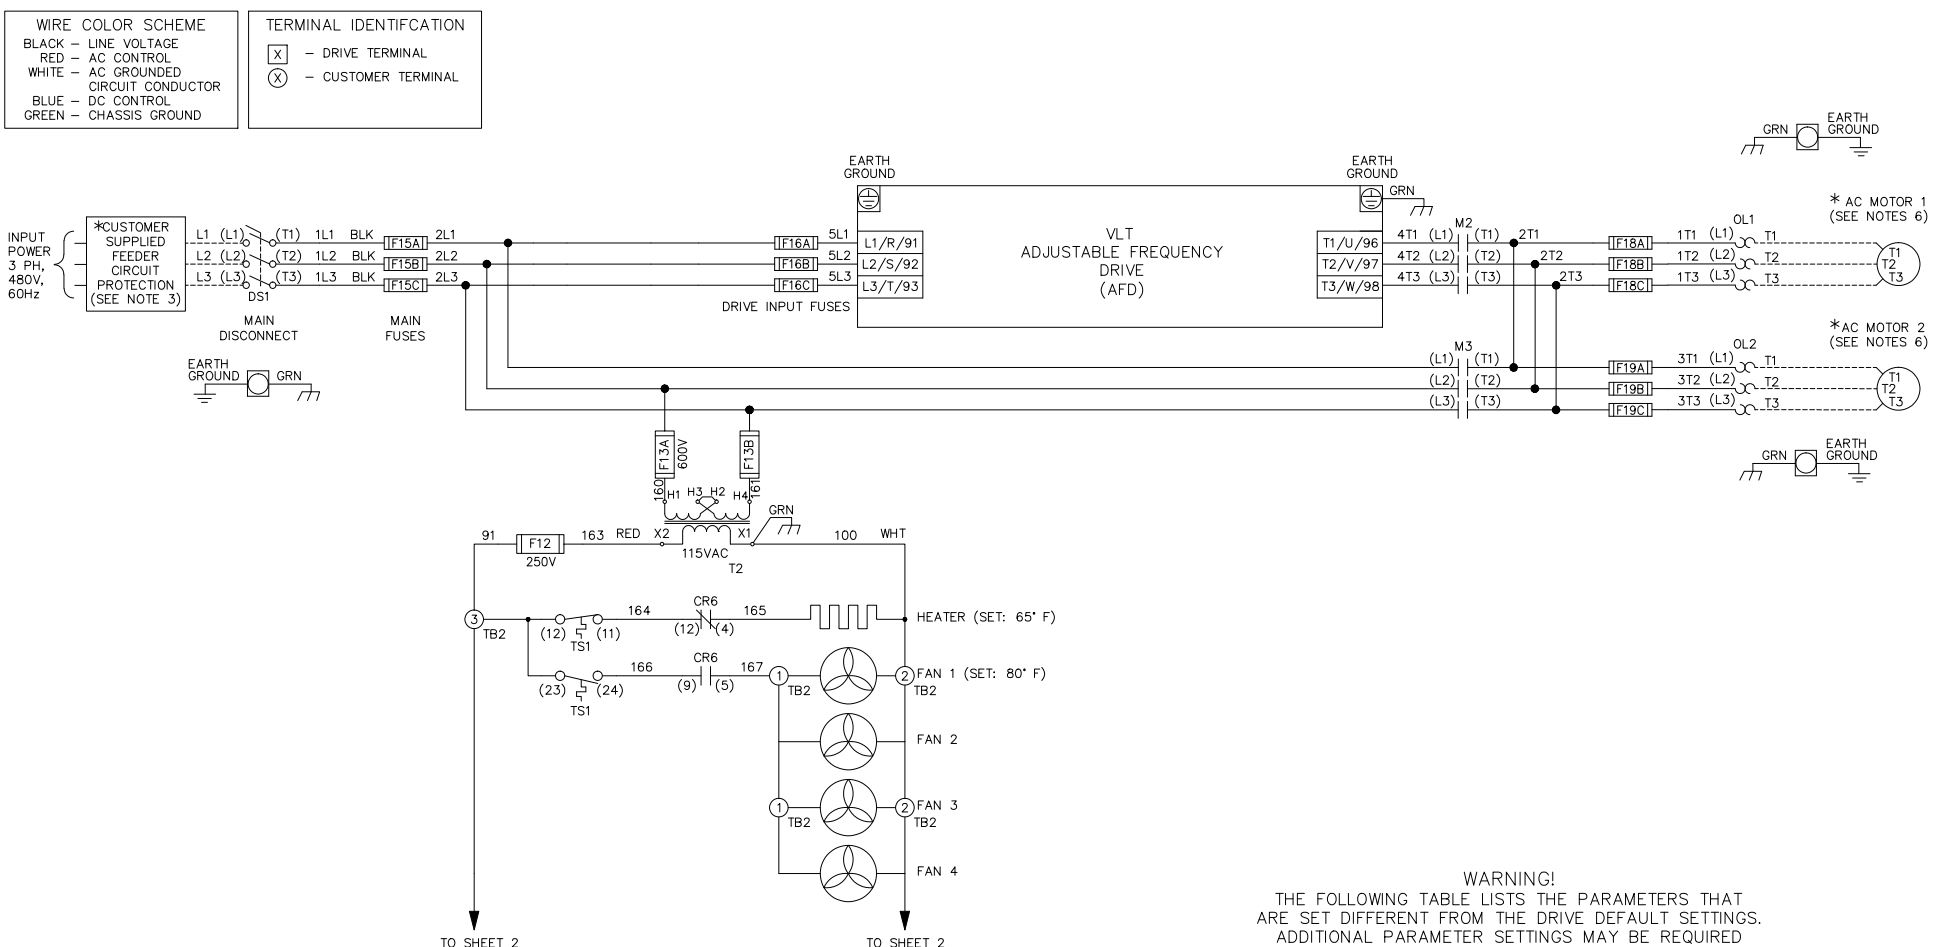 WIRE COLOR SCHEME
BLACK – LINE VOLTAGE
RED – AC CONTROL
WHITE – AC GROUNDED
CIRCUIT CONDUCTOR
BLUE – DC CONTROL
GREEN – CHASSIS GROUND
TERMINAL IDENTIFCATION
X – DRIVE TERMINAL
X – CUSTOMER TERMINAL
INPUT
POWER
3 PH,
480V,
60Hz
*CUSTOMER
SUPPLIED
FEEDER
CIRCUIT
PROTECTION
(SEE NOTE 3)
L1 (L1) (T1) 1L1 BLK F15A 2L1
L2 (L2) (T2) 1L2 BLK F15B 2L2
L3 (L3) (T3) 1L3 BLK F15C 2L3
DS1
MAIN
DISCONNECT
MAIN
FUSES
EARTH
GROUND GRN
F16A 5L1 L1/R/91
F16B 5L2 L2/S/92
F16C 5L3 L3/T/93
DRIVE INPUT FUSES
EARTH
GROUND
VLT
ADJUSTABLE FREQUENCY
DRIVE
(AFD)
EARTH
GROUND
GRN
M2
T1/U/96 4T1 (L1) (T1) 2T1 F18A 1T1 (L1) T1
T2/V/97 4T2 (L2) (T2) 2T2 F18B 1T2 (L2) T2
T3/W/98 4T3 (L3) (T3) 2T3 F18C 1T3 (L3) T3
OL1
GRN EARTH
GROUND
* AC MOTOR 1
(SEE NOTES 6)
T1
T2
T3
M3
(L1) (T1) F19A 3T1 (L1) T1
(L2) (T2) F19B 3T2 (L2) T2
(L3) (T3) F19C 3T3 (L3) T3
OL2
*AC MOTOR 2
(SEE NOTES 6)
T1
T2
T3
GRN EARTH
GROUND
F13A
600V
F13B
160
161
H1 H3 H2 H4
GRN
91 F12 163 RED X2 X1 100 WHT
250V
115VAC
T2
3 TB2
(12) (11) 164 CR6 165
TS1
(12) (4)
HEATER (SET: 65° F)
(23) (24) 166 CR6 167
TS1
(9) (5)
1 TB2
2 TB2
FAN 1 (SET: 80° F)
FAN 2
1 TB2
2 TB2
FAN 3
FAN 4
TO SHEET 2
TO SHEET 2
WARNING!
THE FOLLOWING TABLE LISTS THE PARAMETERS THAT
ARE SET DIFFERENT FROM THE DRIVE DEFAULT SETTINGS.
ADDITIONAL PARAMETER SETTINGS MAY BE REQUIRED